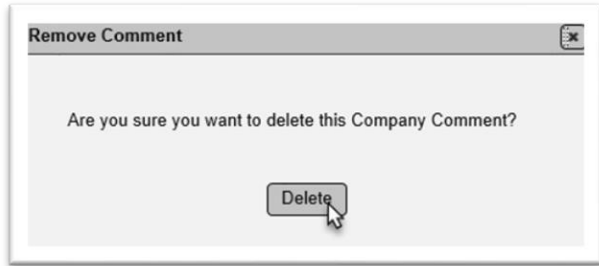 Remove Comment
Are you sure you want to delete this Company Comment?
Delete